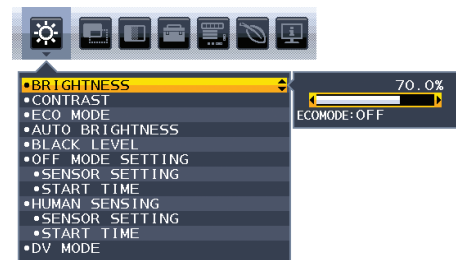 •BRIGHTNESS
•CONTRAST
•ECO MODE
•AUTO BRIGHTNESS
•BLACK LEVEL
•OFF MODE SETTING
•SENSOR SETTING
•START TIME
•HUMAN SENSING
•SENSOR SETTING
•START TIME
•DV MODE
70.0%
ECOMODE:OFF